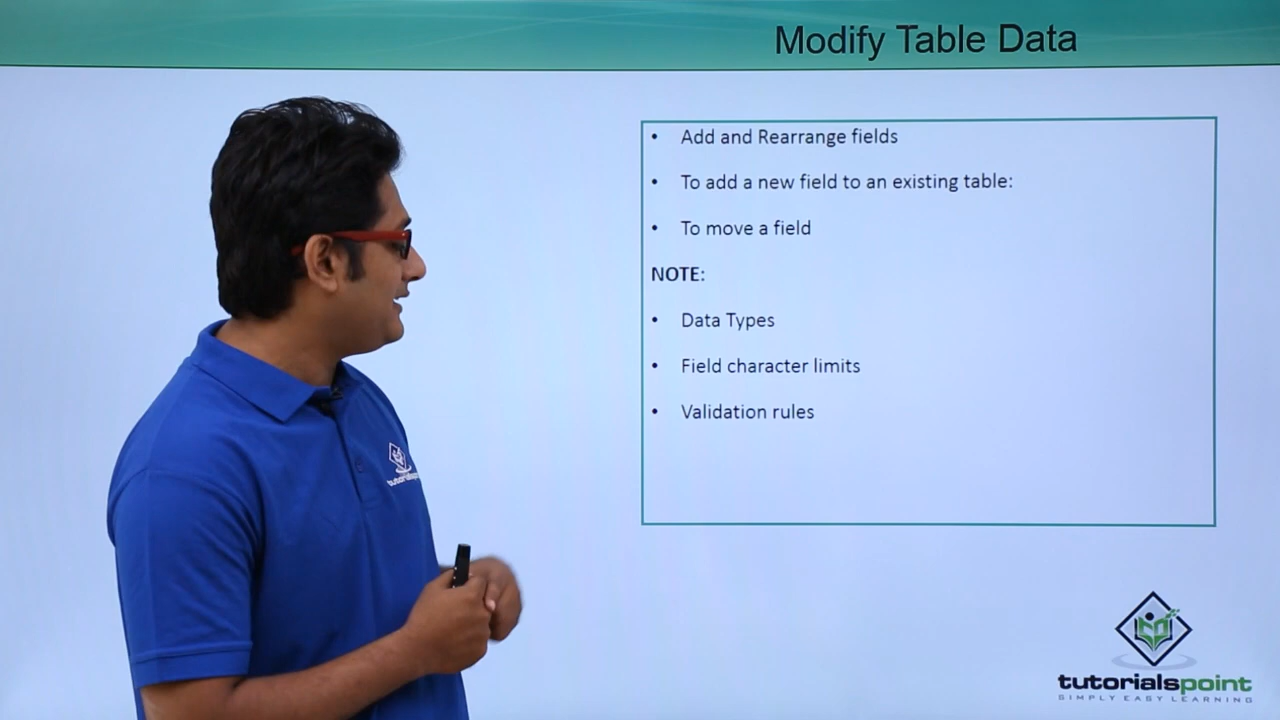 Modify Table Data
• Add and Rearrange fields
• To add a new field to an existing table:
• To move a field
NOTE:
• Data Types
• Field character limits
• Validation rules
tutorialspoint
tutorialspoint
SIMPLY EASY LEARNING